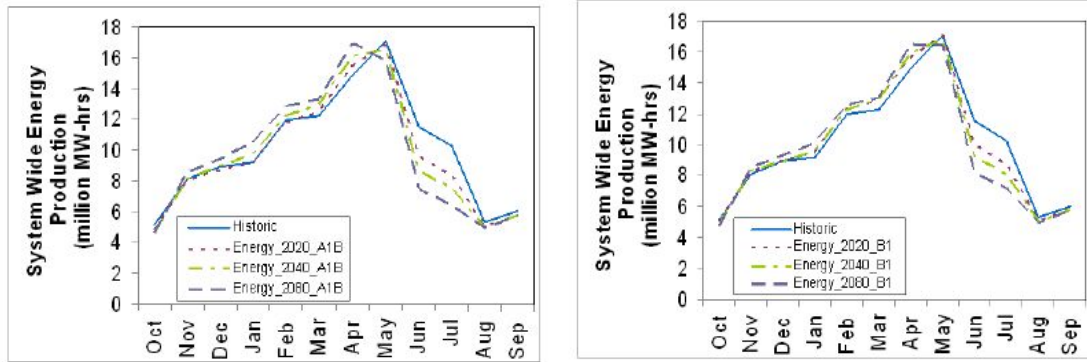 System Wide Energy
Production
(million MW-hrs)
18
16
14
12
10
8
6
4
2
0
Historic
Energy_2020_A1B
Energy_2040_A1B
Energy_2080_A1B
Oct
Nov
Dec
Jan
Feb
Mar
Apr
May
Jun
Jul
Aug
Sep
System Wide Energy
Production
(million MW-hrs)
18
16
14
12
10
8
6
4
2
0
Historic
Energy_2020_B1
Energy_2040_B1
Energy_2080_B1
Oct
Nov
Dec
Jan
Feb
Mar
Apr
May
Jun
Jul
Aug
Sep